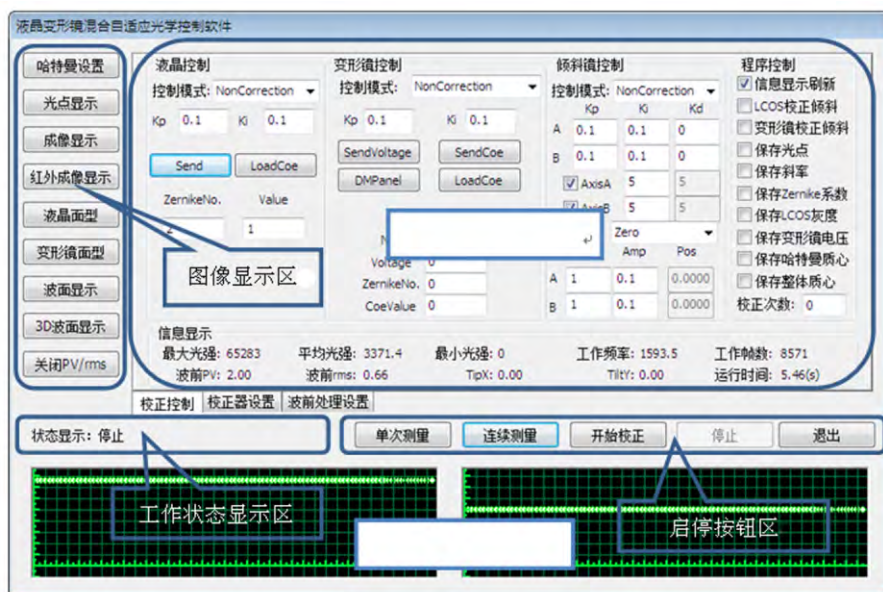 液晶变形镜混合自适应光学控制软件
哈特曼设置
光点显示
成像显示
红外成像显示
液晶面型
变形镜面型
波面显示
3D波面显示
关闭PV/rms
图像显示区
液晶控制
控制模式: NonCorrection
Kp 0.1 Ki 0.1
Send LoadCoe
ZernikeNo. Value
1
变形镜控制
控制模式: NonCorrection
Kp 0.1 Ki 0.1
SendVoltage SendCoe
DMPanel LoadCoe
Voltage 0
ZernikeNo. 0
CoeValue 0
倾斜镜控制
控制模式: NonCorrection
Kp Ki Kd
A 0.1 0.1 0
B 0.1 0.1 0
AxisA 5 5
AxisB 5 5
Zero
Amp Pos
A 1 0.1 0.0000
B 1 0.1 0.0000
程序控制
信息显示刷新
LCOS校正倾斜
变形镜校正倾斜
保存光点
保存斜率
保存Zernike系数
保存LCOS灰度
保存变形镜电压
保存哈特曼质心
保存整体质心
校正次数: 0
信息显示
最大光强: 65283 平均光强: 3371.4 最小光强: 0 工作频率: 1593.5 工作帧数: 8571
波前PV: 2.00 波前rms: 0.66 TipX: 0.00 TiltY: 0.00 运行时间: 5.46(s)
校正控制 校正器设置 波前处理设置
状态显示: 停止
单次测量 连续测量 开始校正 停止 退出
工作状态显示区
启停按钮区